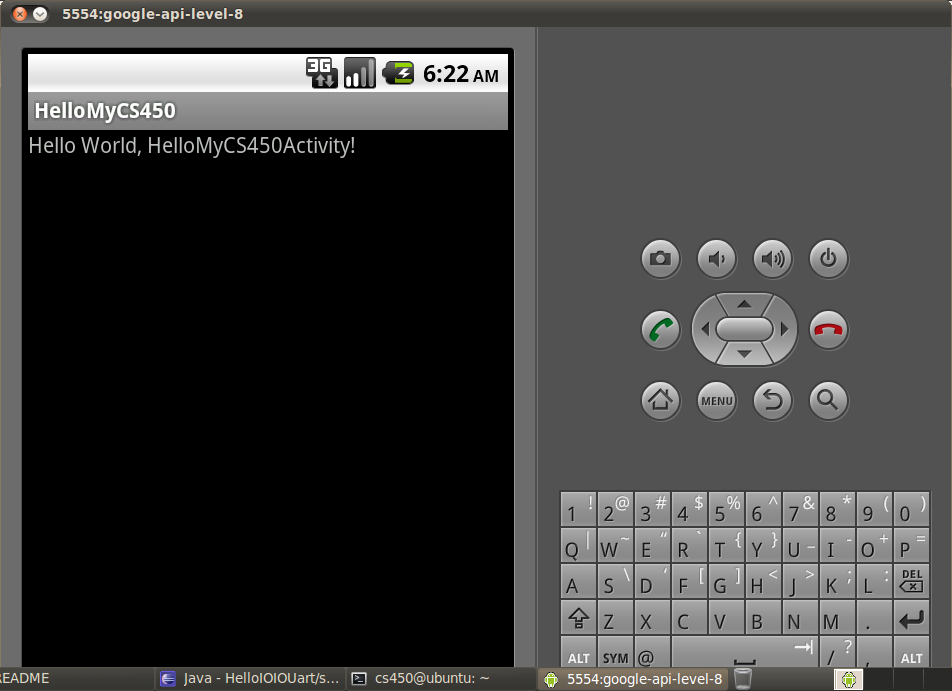 5554:google-api-level-8
3G 6:22 AM
HelloMyCS450
Hello World, HelloMyCS450Activity!
MENU
1 ! 2 @ 3 # 4 $ 5 % 6 ^ 7 & 8 * 9 ( 0 )
Q | W ~ E “ R ` T { Y } U _ I - O + P =
A S \ D ‘ F [ G ] H < J > K ; L : DEL
Z X C V B N M .
ALT SYM @ / ? , ALT
README Java - HelloIOIOUart/s... cs450@ubuntu: ~ 5554:google-api-level-8